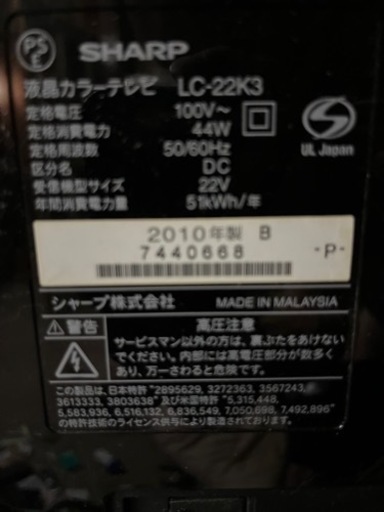 PS
E
SHARP
液晶カラーテレビ LC-22K3
定格電圧 100V～
定格消費電力 44W
定格周波数 50/60Hz
区分名 DC
受信機型サイズ 22V
年間消費電力量 51kWh/年
UL Japan
2010年製 B
7440668
-P-
シャープ株式会社 MADE IN MALAYSIA
警告 高圧注意
サービスマン以外の方は、裏ぶたをあけない
でください。内部には高電圧部分が数多く
あり、万一さわると危険です。
この製品は、日本特許 "2895629, 3272363, 3567243,
3613333, 3803638" 及び米国特許 "5,315,448,
5,583,936, 6,516,132, 6,836,549, 7,050,698, 7,492,896"
の特許技術のライセンス供与により製造されております。